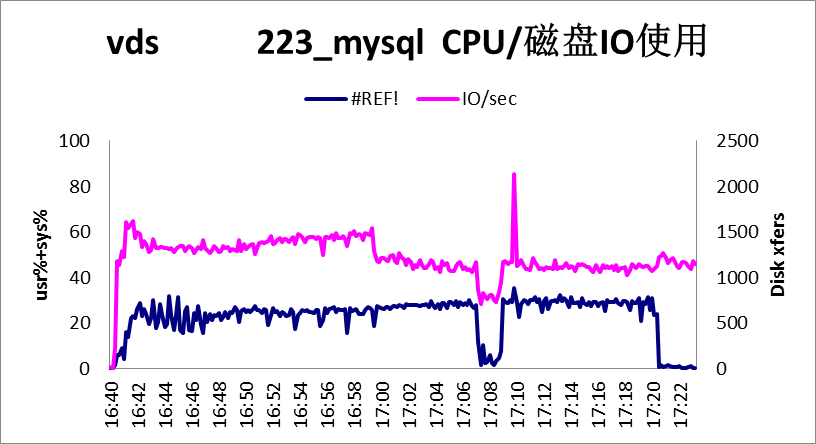 vds 223_mysql CPU/磁盘IO使用
#REF! IO/sec
100 2500
80 2000
60 1500
40 1000
20 500
0 0
usr%+sys%
Disk xfers
16:40 16:42 16:44 16:46 16:48 16:50 16:52 16:54 16:56 16:58 17:00 17:02 17:04 17:06 17:08 17:10 17:12 17:14 17:16 17:18 17:20 17:22